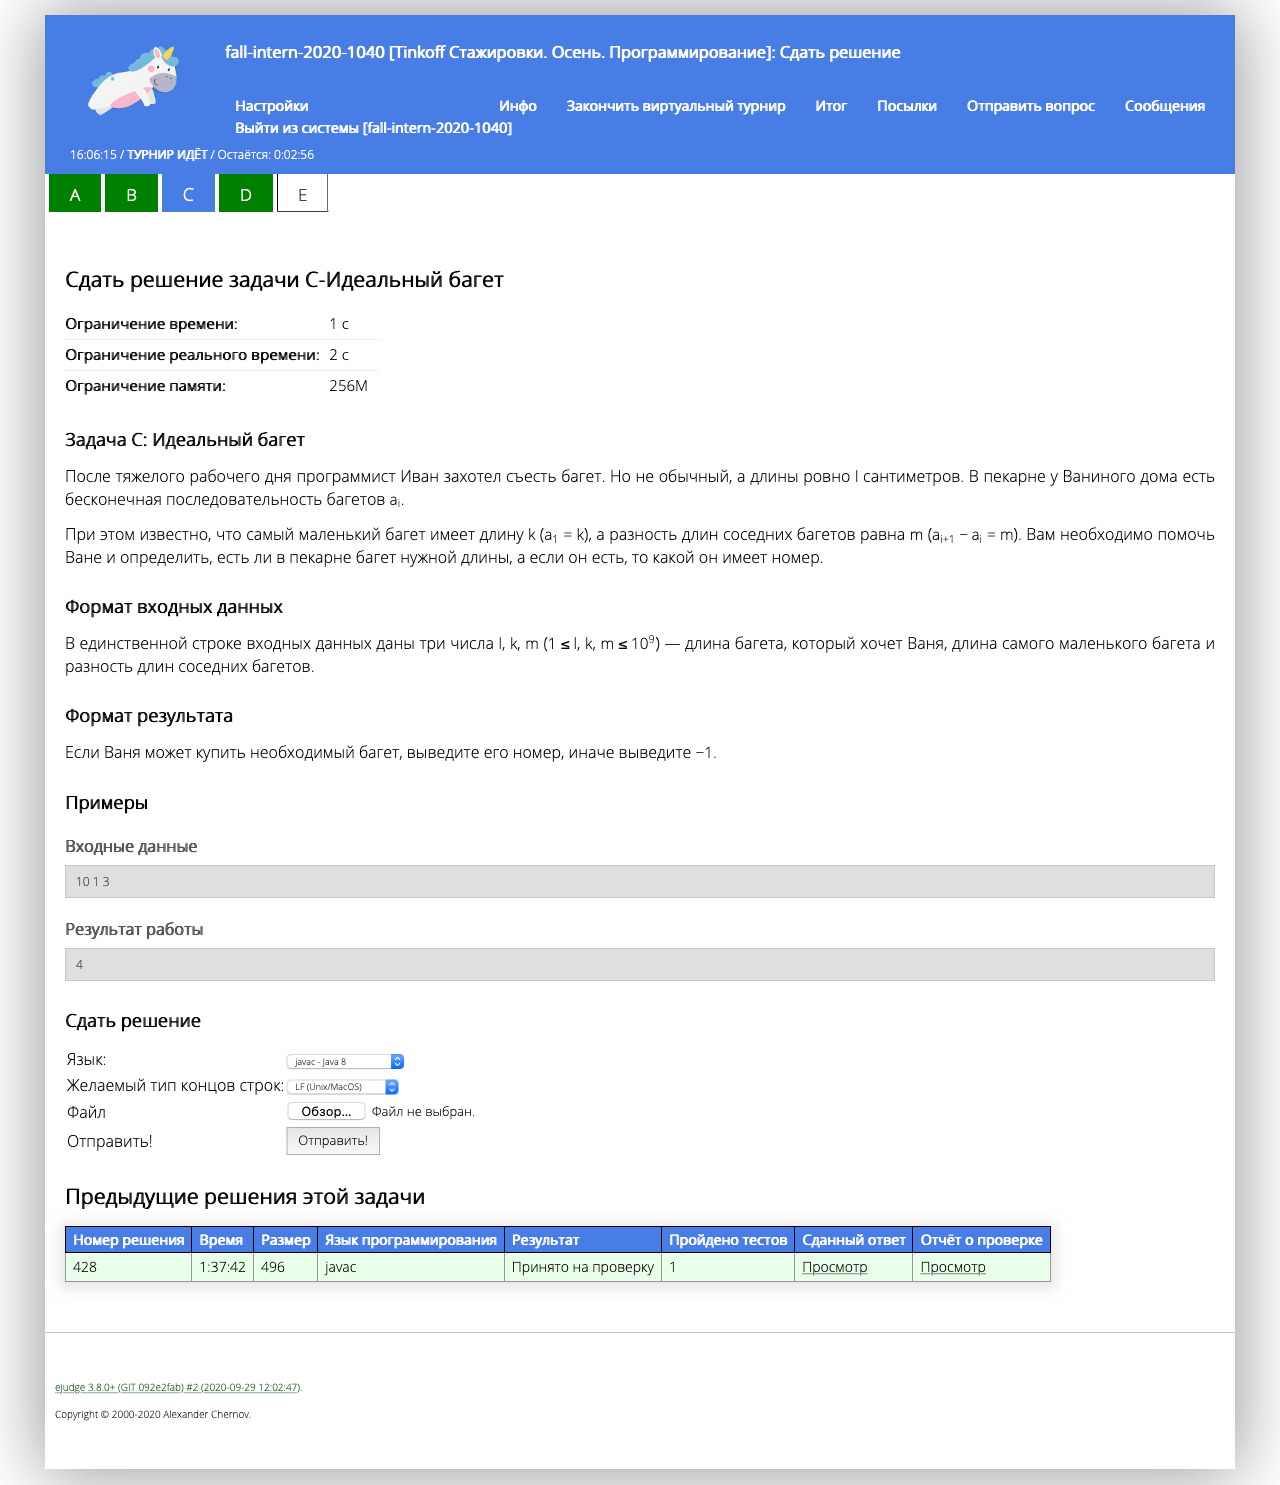 fall-intern-2020-1040 [Tinkoff Стажировки. Осень. Программирование]: Сдать решение
Настройки Инфо Закончить виртуальный турнир Итог Посылки Отправить вопрос Сообщения
Выйти из системы [fall-intern-2020-1040]
16:06:15 / ТУРНИР ИДЁТ / Остаётся: 0:02:56
A B C D E
Сдать решение задачи C-Идеальный багет
Ограничение времени: 1 с
Ограничение реального времени: 2 с
Ограничение памяти: 256M
Задача C: Идеальный багет
После тяжелого рабочего дня программист Иван захотел съесть багет. Но не обычный, а длины ровно l сантиметров. В пекарне у Ваниного дома есть
бесконечная последовательность багетов aᵢ.
При этом известно, что самый маленький багет имеет длину k (a₁ = k), а разность длин соседних багетов равна m (aᵢ₊₁ − aᵢ = m). Вам необходимо помочь
Ване и определить, есть ли в пекарне багет нужной длины, а если он есть, то какой он имеет номер.
Формат входных данных
В единственной строке входных данных даны три числа l, k, m (1 ≤ l, k, m ≤ 10⁹) — длина багета, который хочет Ваня, длина самого маленького багета и
разность длин соседних багетов.
Формат результата
Если Ваня может купить необходимый багет, выведите его номер, иначе выведите −1.
Примеры
Входные данные
10 1 3
Результат работы
4
Сдать решение
Язык: javac - Java 8
Желаемый тип концов строк: LF (Unix/MacOS)
Файл Обзор... Файл не выбран.
Отправить! Отправить!
Предыдущие решения этой задачи
Номер решения Время Размер Язык программирования Результат Пройдено тестов Сданный ответ Отчёт о проверке
428 1:37:42 496 javac Принято на проверку 1 Просмотр Просмотр
ejudge 3.8.0+ (GIT 092e2fab) #2 (2020-09-29 12:02:47).
Copyright © 2000-2020 Alexander Chernov.